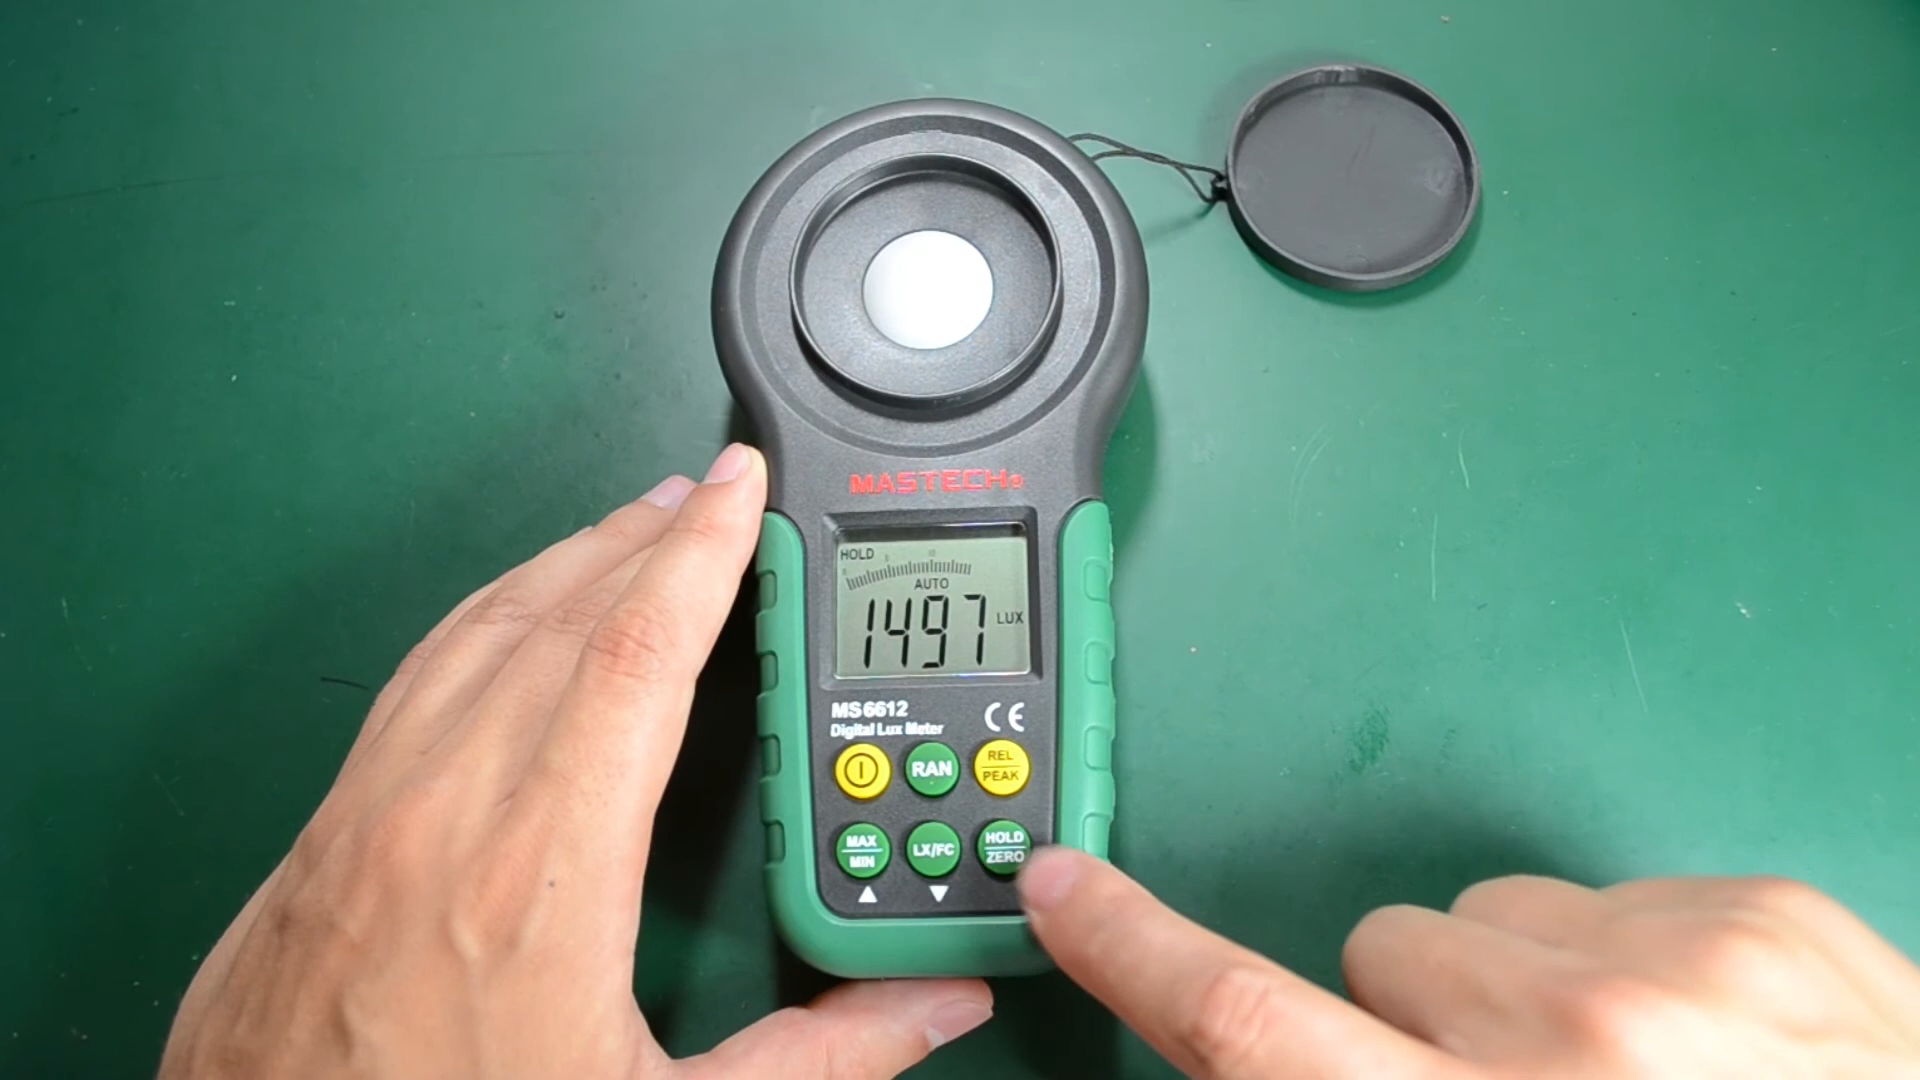 MASTECH
HOLD
AUTO
1497 LUX
MS6612
Digital Lux Meter
CE
RAN
REL
PEAK
MAX
MIN
LX/FC
HOLD
ZERO